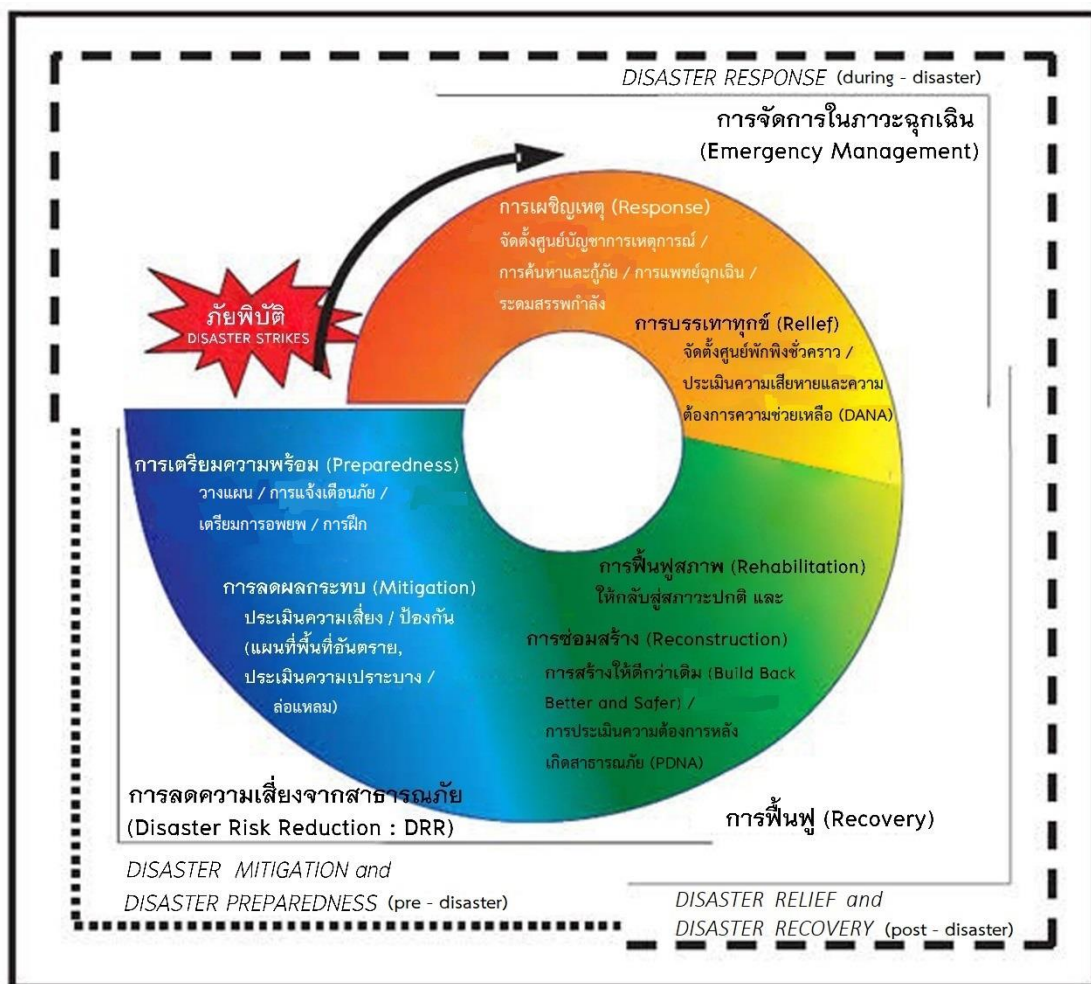 DISASTER RESPONSE (during - disaster)
การจัดการในภาวะฉุกเฉิน
(Emergency Management)
การเผชิญเหตุ (Response)
จัดตั้งศูนย์บัญชาการเหตุการณ์ /
การค้นหาและกู้ภัย / การแพทย์ฉุกเฉิน /
ระดมสรรพกำลัง
ภัยพิบัติ
DISASTER STRIKES
การบรรเทาทุกข์ (Rellef)
จัดตั้งศูนย์พักพิงชั่วคราว /
ประเมินความเสียหายและความ
ต้องการความช่วยเหลือ (DANA)
การเตรียมความพร้อม (Preparedness)
วางแผน / การแจ้งเตือนภัย /
เตรียมการอพยพ / การฝึก
การลดผลกระทบ (Mitigation)
ประเมินความเสี่ยง / ป้องกัน
(แผนที่พื้นที่อันตราย,
ประเมินความเปราะบาง /
ล่อแหลม)
การฟื้นฟูสภาพ (Rehabilitation)
ให้กลับสู่สภาวะปกติ และ
การซ่อมสร้าง (Reconstruction)
การสร้างให้ดีกว่าเดิม (Build Back
Better and Safer) /
การประเมินความต้องการหลัง
เกิดสาธารณภัย (PDNA)
การลดความเสี่ยงจากสาธารณภัย
(Disaster Risk Reduction : DRR)
การฟื้นฟู (Recovery)
DISASTER MITIGATION and
DISASTER PREPAREDNESS (pre - disaster)
DISASTER RELIEF and
DISASTER RECOVERY (post - disaster)